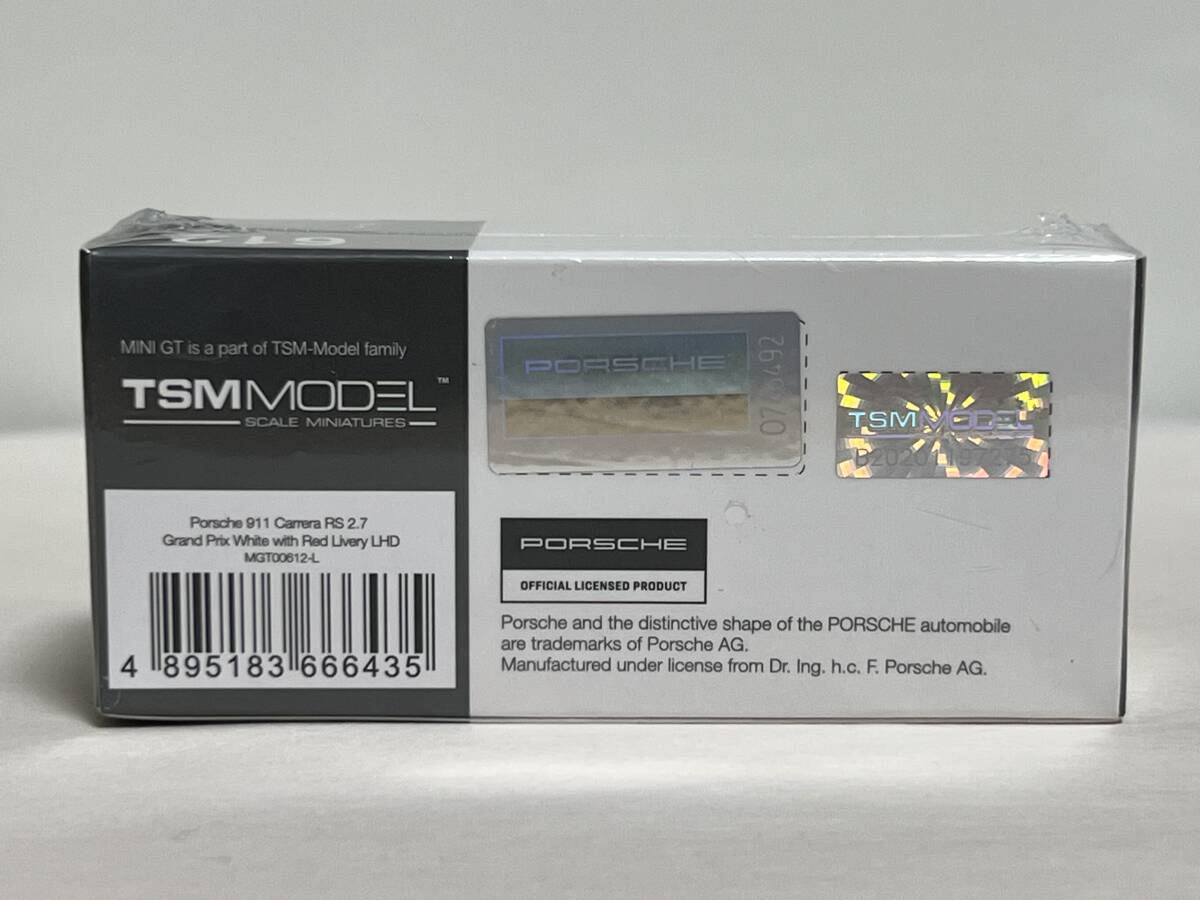 612
MINI GT is a part of TSM-Model family
TSMMODEL™
SCALE MINIATURES
Porsche 911 Carrera RS 2.7
Grand Prix White with Red Livery LHD
MGT00612-L
4 895183 666435
PORSCHE
TSMMODEL
PORSCHE
OFFICIAL LICENSED PRODUCT
Porsche and the distinctive shape of the PORSCHE automobile
are trademarks of Porsche AG.
Manufactured under license from Dr. Ing. h.c. F. Porsche AG.